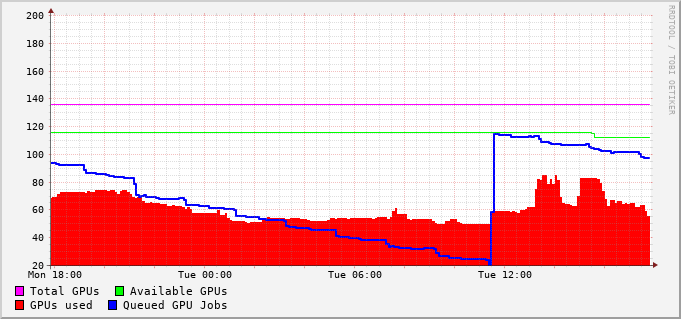 200
180
160
140
120
100
80
60
40
20
Mon 18:00 Tue 00:00 Tue 06:00 Tue 12:00
Total GPUs Available GPUs
GPUs used Queued GPU Jobs
RRDTOOL / TOBI OETIKER